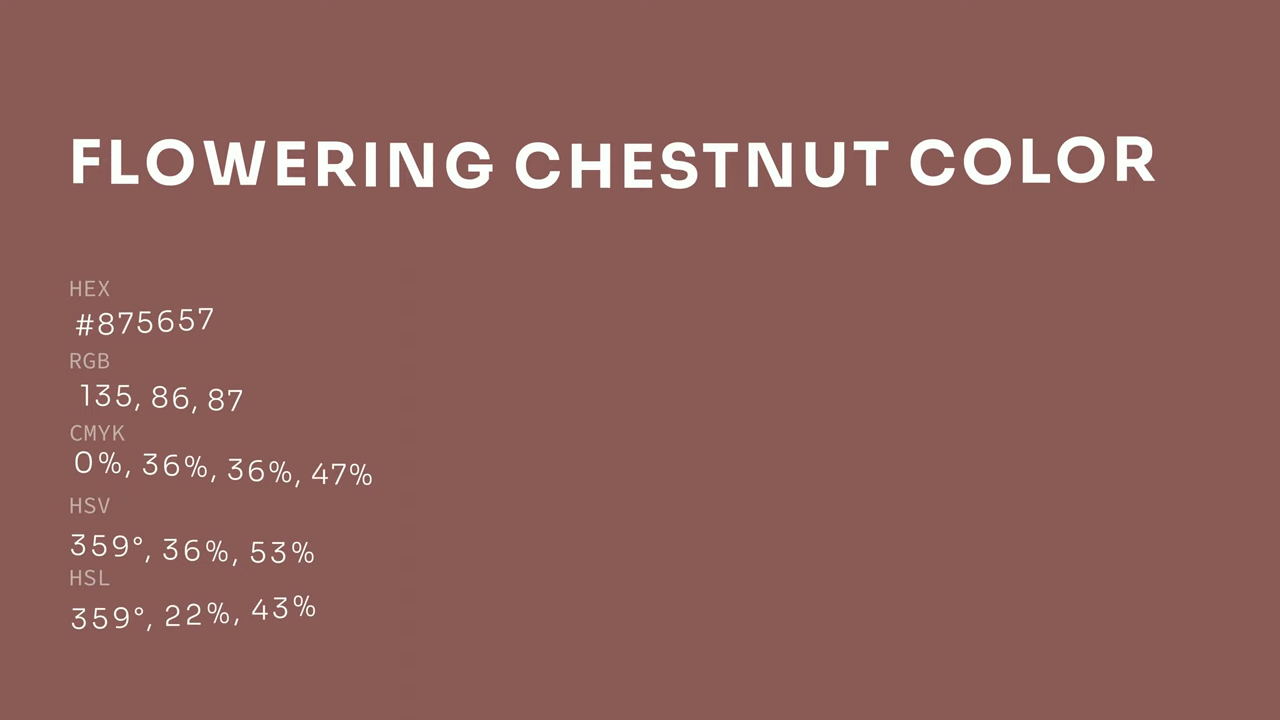 FLOWERING CHESTNUT COLOR
HEX
#875657
RGB
135, 86, 87
CMYK
0%, 36%, 36%, 47%
HSV
359°, 36%, 53%
HSL
359°, 22%, 43%